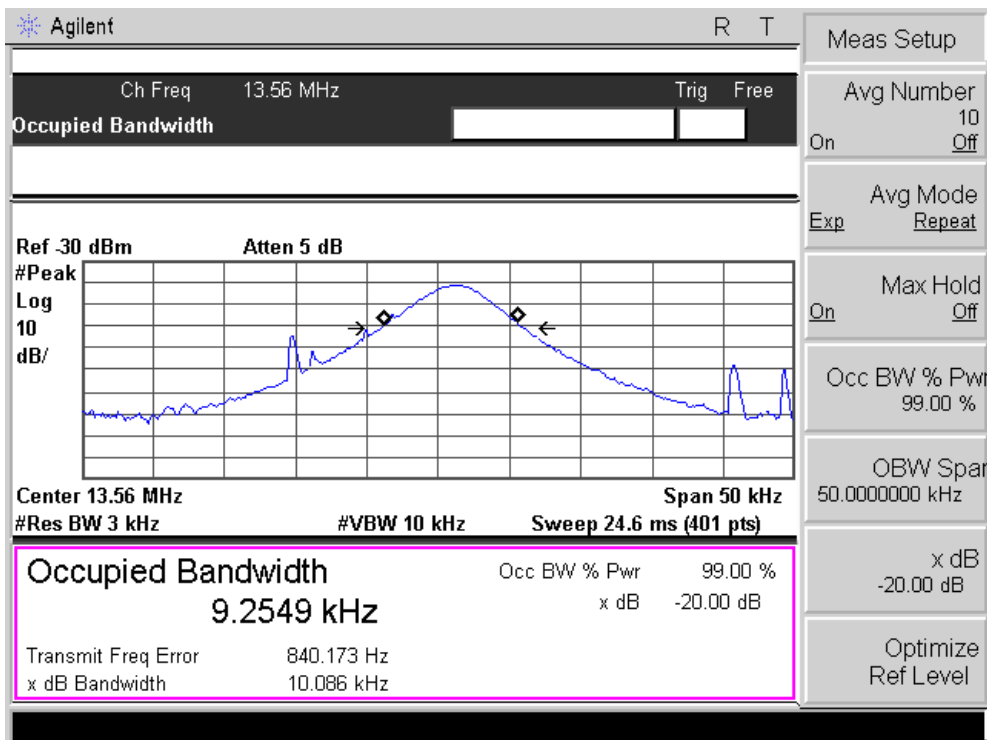 Agilent R T
Ch Freq 13.56 MHz Trig Free
Occupied Bandwidth
Ref -30 dBm Atten 5 dB
#Peak
Log
10
dB/
Center 13.56 MHz Span 50 kHz
#Res BW 3 kHz #VBW 10 kHz Sweep 24.6 ms (401 pts)
Occupied Bandwidth
9.2549 kHz
Occ BW % Pwr 99.00 %
x dB -20.00 dB
Transmit Freq Error 840.173 Hz
x dB Bandwidth 10.086 kHz
Meas Setup
Avg Number
10
On Off
Avg Mode
Exp Repeat
Max Hold
On Off
Occ BW % Pwr
99.00 %
OBW Span
50.0000000 kHz
x dB
-20.00 dB
Optimize
Ref Level